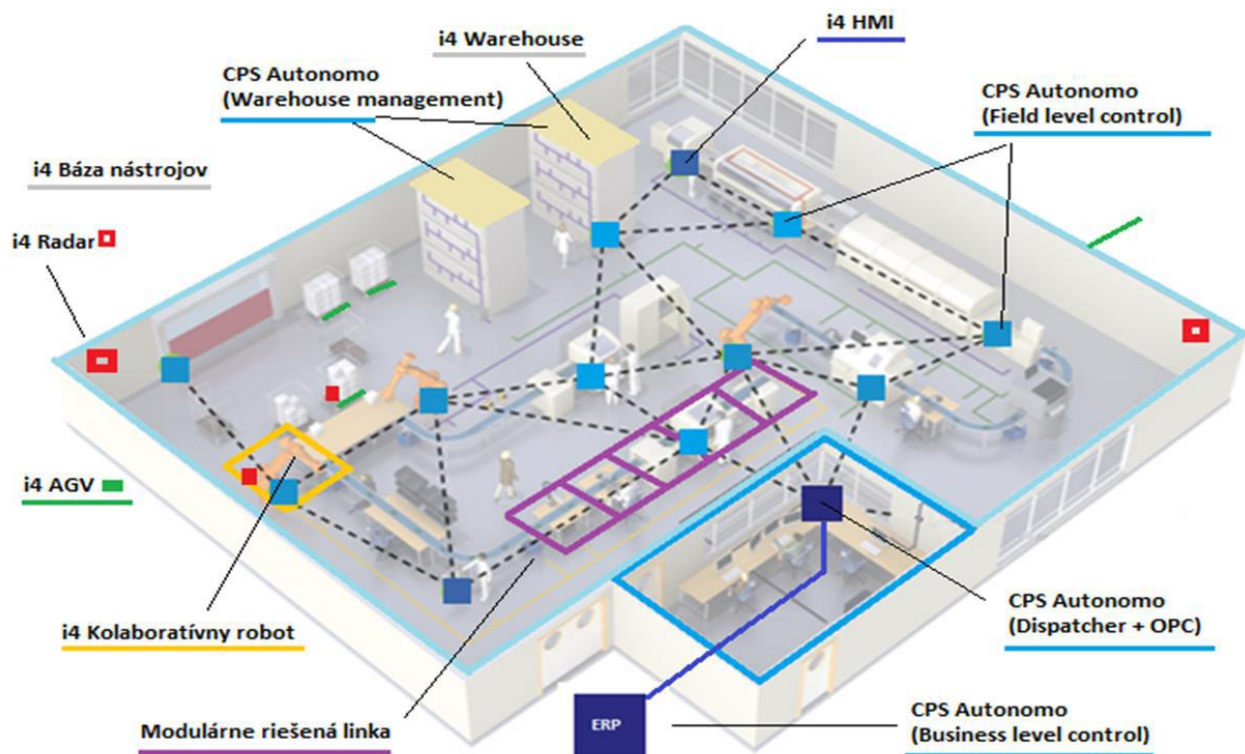 i4 HMI
i4 Warehouse
CPS Autonomo
(Warehouse management)
CPS Autonomo
(Field level control)
i4 Báza nástrojov
i4 Radar
i4 AGV
i4 Kolaboratívny robot
CPS Autonomo
(Dispatcher + OPC)
Modulárne riešená linka
ERP
CPS Autonomo
(Business level control)